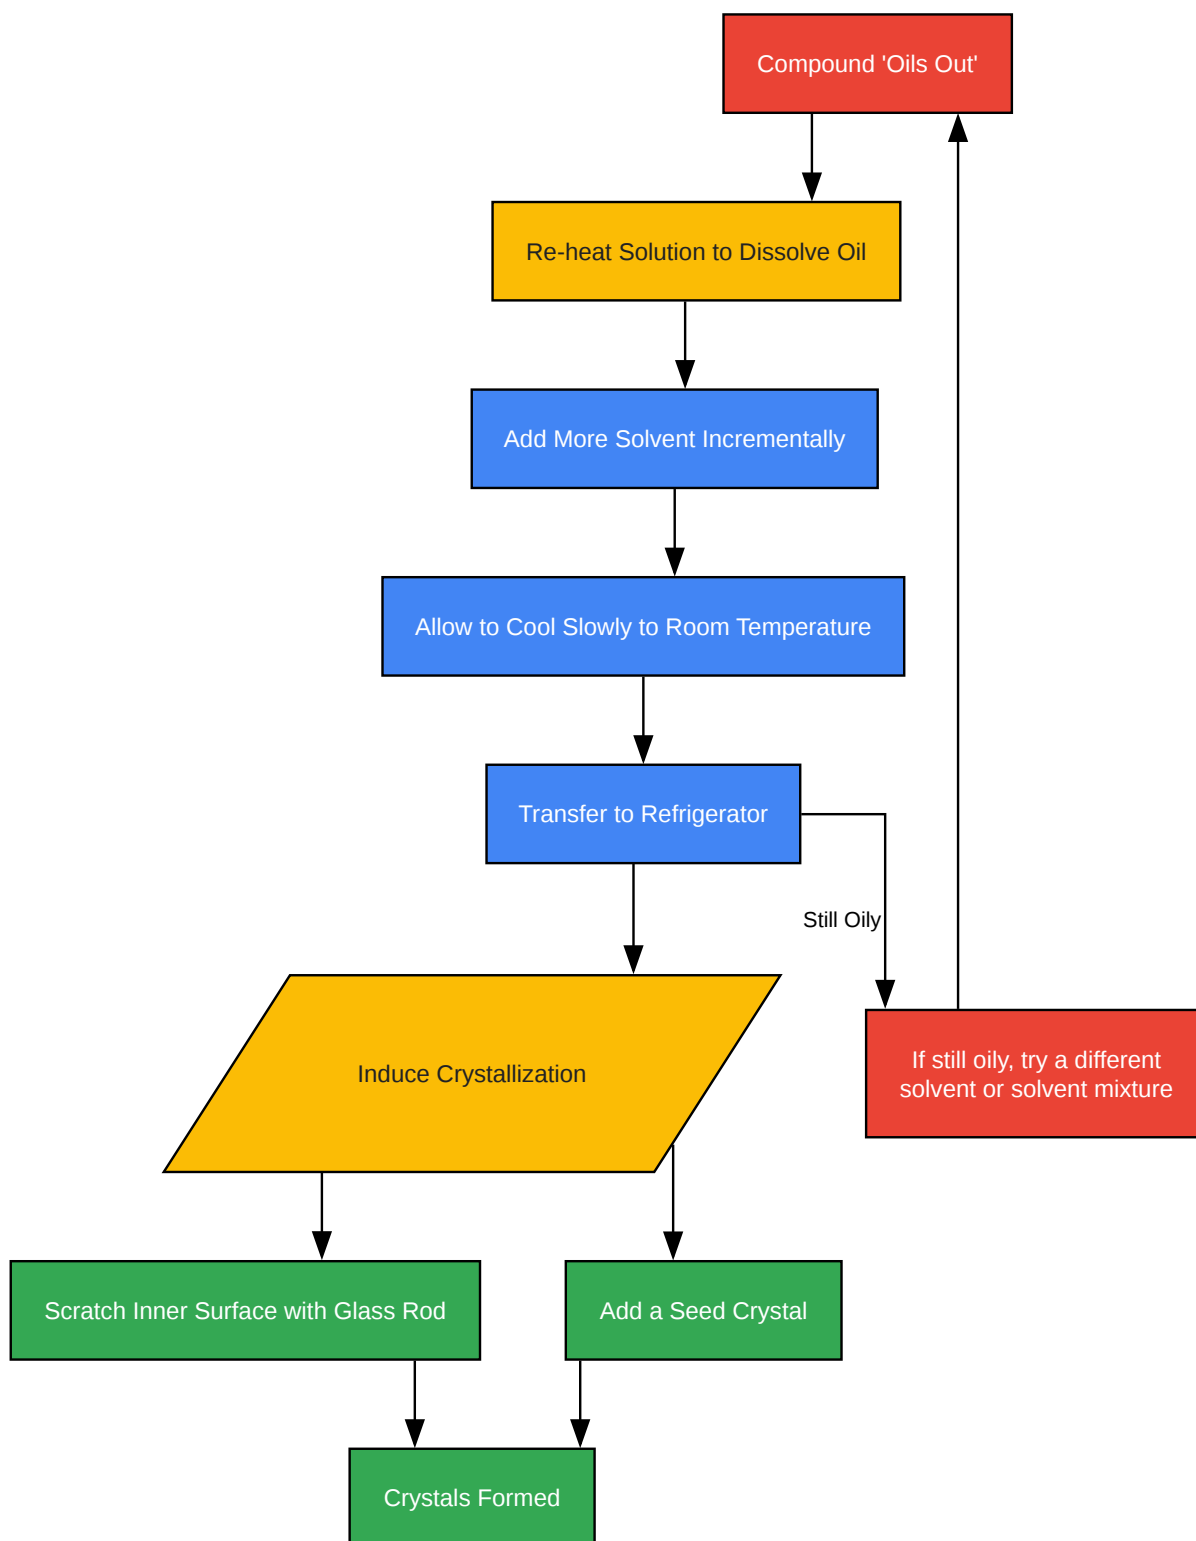 Compound 'Oils Out'
Re-heat Solution to Dissolve Oil
Add More Solvent Incrementally
Allow to Cool Slowly to Room Temperature
Transfer to Refrigerator
Still Oily
Induce Crystallization
If still oily, try a different
solvent or solvent mixture
Scratch Inner Surface with Glass Rod
Add a Seed Crystal
Crystals Formed